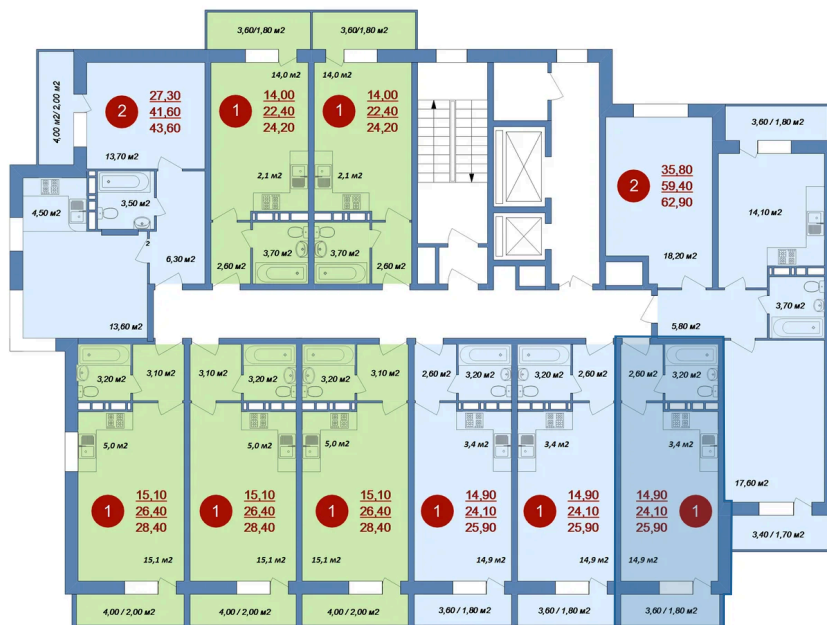 3,60/1,80 м2
3,60/1,80 м2
4,00 м2/ 2,00 м2
2
27,30
41,60
43,60
13,70 м2
14,0 м2
1
14,00
22,40
24,20
2,1 м2
14,0 м2
1
14,00
22,40
24,20
2,1 м2
3,60 / 1,80 м2
2
35,80
59,40
62,90
18,20 м2
14,10 м2
4,50 м2
3,50 м2
2
6,30 м2
2,60 м2
3,70 м2
3,70 м2
2,60 м2
3,70 м2
5,80 м2
13,60 м2
3,20 м2
3,10 м2
3,10 м2
3,20 м2
3,20 м2
3,10 м2
2,60 м2
3,20 м2
3,20 м2
2,60 м2
2,60 м2
3,20 м2
5,0 м2
5,0 м2
5,0 м2
3,4 м2
3,4 м2
3,4 м2
17,60 м2
1
15,10
26,40
28,40
15,1 м2
1
15,10
26,40
28,40
15,1 м2
1
15,10
26,40
28,40
15,1 м2
1
14,90
24,10
25,90
14,9 м2
1
14,90
24,10
25,90
14,9 м2
14,90
24,10
25,90
1
14,9 м2
3,40 / 1,70 м2
4,00 / 2,00 м2
4,00 / 2,00 м2
4,00 / 2,00 м2
3,60 / 1,80 м2
3,60 / 1,80 м2
3,60 / 1,80 м2